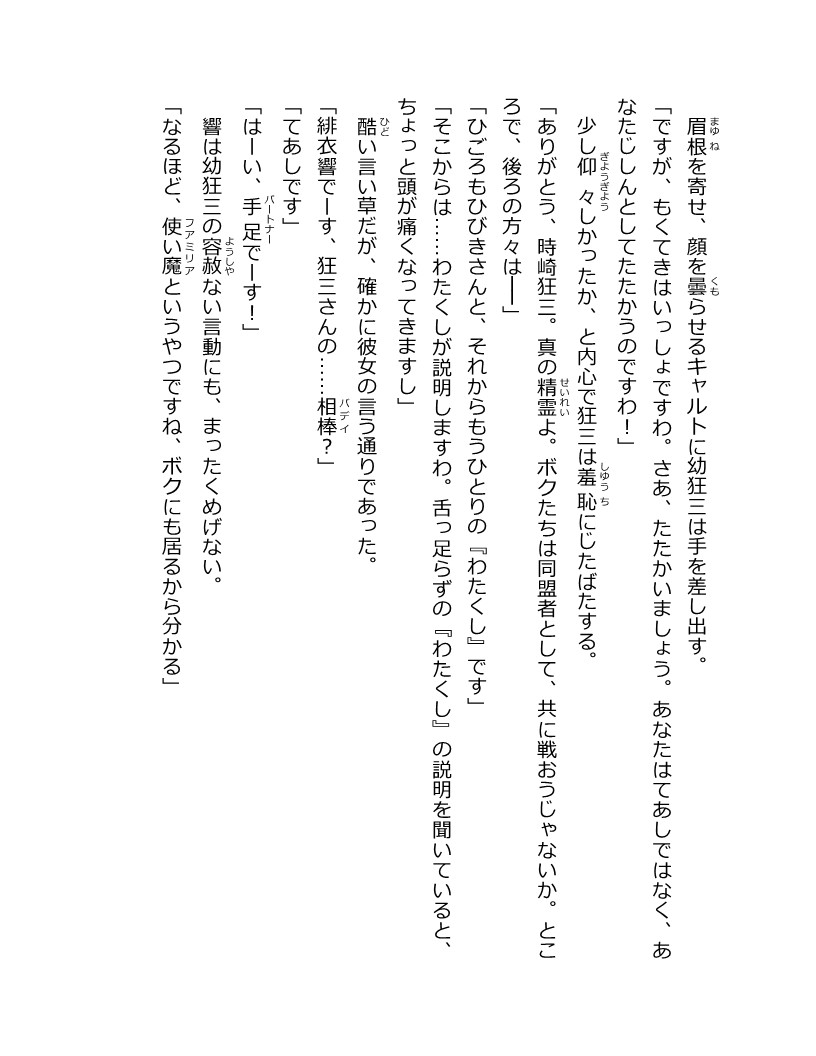 眉根を寄せ、顔を曇らせるキャルトに幼狂三は手を差し出す。
「ですが、もくてきはいっしょですわ。さあ、たたかいましょう。あなたはてあしではなく、あ
なたじしんとしてたたかうのですわ！」
少し仰々しかったか、と内心で狂三は羞恥にじたばたする。
「ありがとう、時崎狂三。真の精霊よ。ボクたちは同盟者として、共に戦おうじゃないか。とこ
ろで、後ろの方々は──」
「ひごろもひびきさんと、それからもうひとりの『わたくし』です」
「そこからは……わたくしが説明しますわ。舌っ足らずの『わたくし』の説明を聞いていると、
ちょっと頭が痛くなってきますし」
酷い言い草だが、確かに彼女の言う通りであった。
「緋衣響でーす、狂三さんの……相棒？」
「てあしです」
「はーい、手足でーす！」
響は幼狂三の容赦ない言動にも、まったくめげない。
「なるほど、使い魔というやつですね、ボクにも居るから分かる」